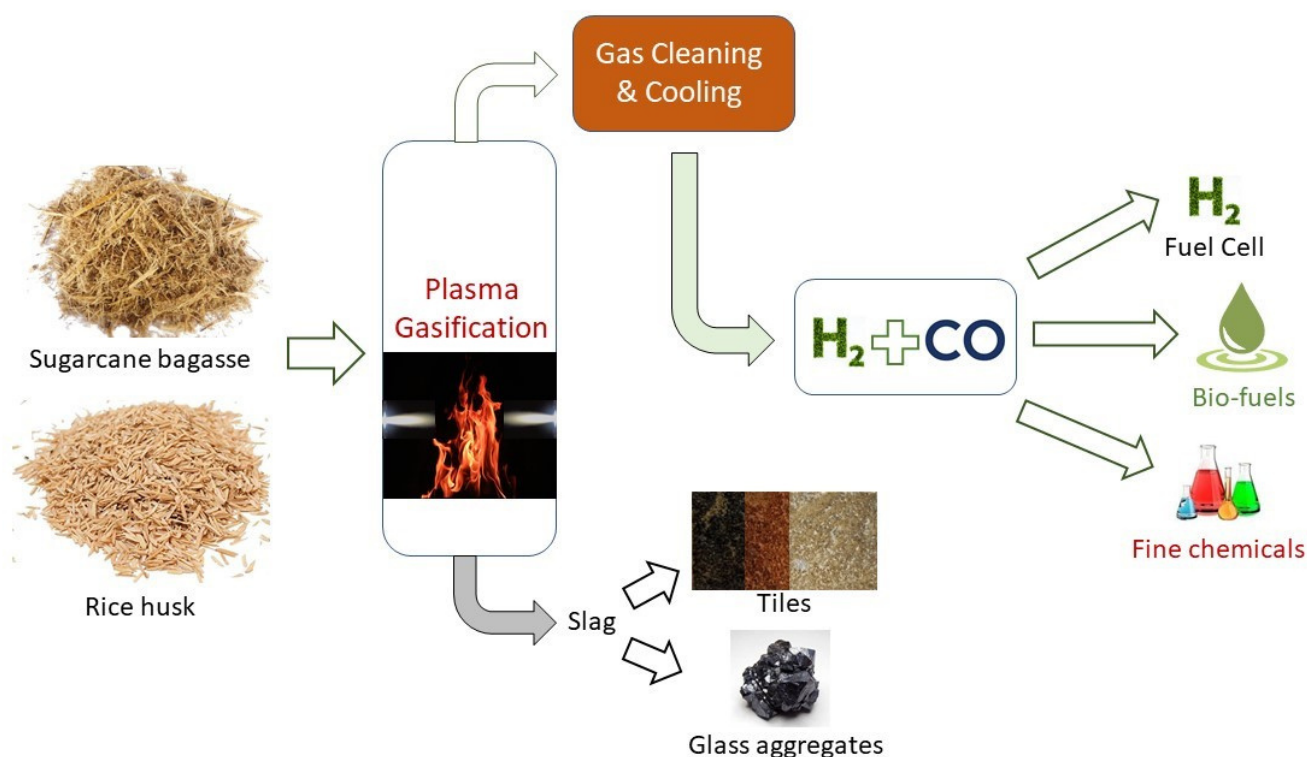 Gas Cleaning
& Cooling
Sugarcane bagasse
Rice husk
Plasma
Gasification
H₂+CO
H₂
Fuel Cell
Bio-fuels
Fine chemicals
Slag
Tiles
Glass aggregates